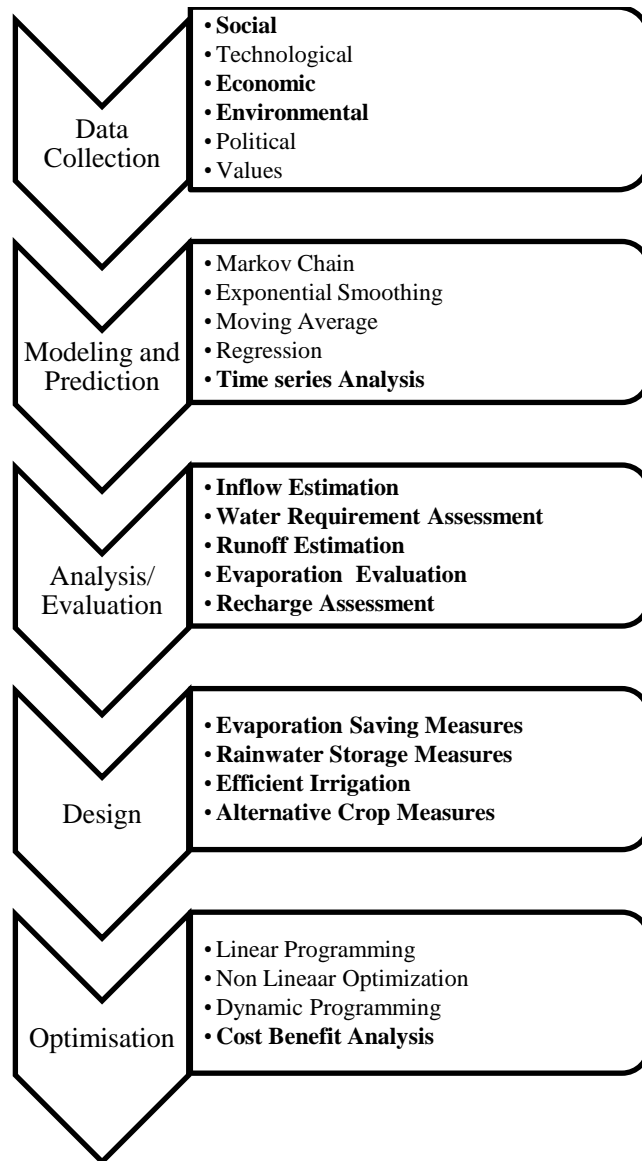 Data
Collection
• Social
• Technological
• Economic
• Environmental
• Political
• Values
Modeling and
Prediction
• Markov Chain
• Exponential Smoothing
• Moving Average
• Regression
• Time series Analysis
Analysis/
Evaluation
• Inflow Estimation
• Water Requirement Assessment
• Runoff Estimation
• Evaporation Evaluation
• Recharge Assessment
Design
• Evaporation Saving Measures
• Rainwater Storage Measures
• Efficient Irrigation
• Alternative Crop Measures
Optimisation
• Linear Programming
• Non Lineaar Optimization
• Dynamic Programming
• Cost Benefit Analysis